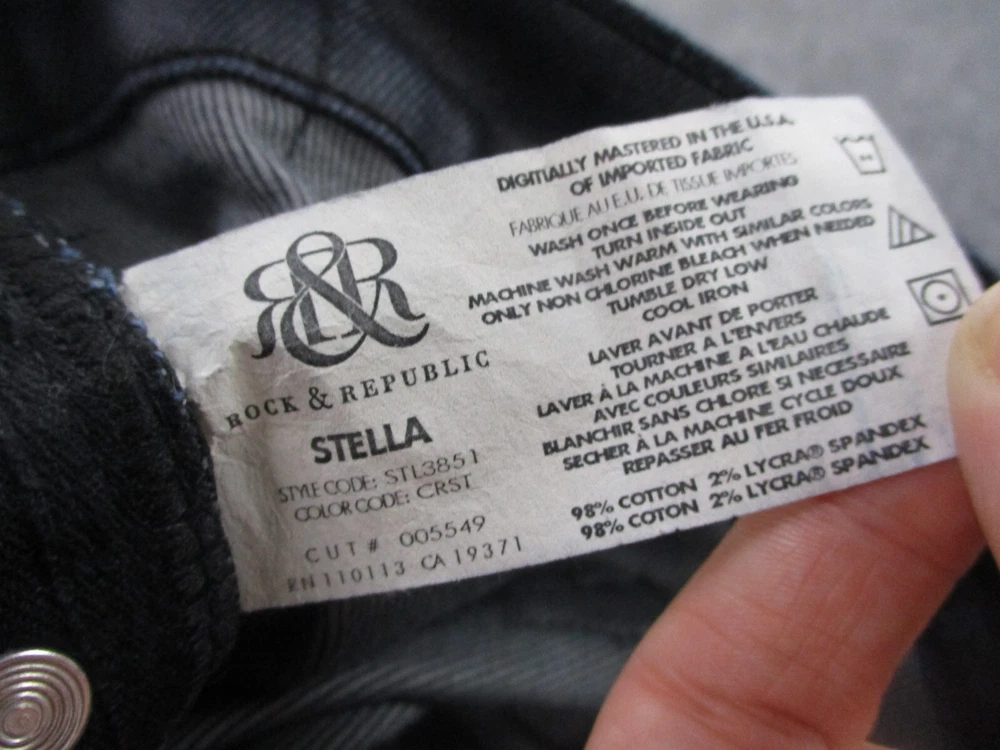 R&R
ROCK & REPUBLIC
STELLA
STYLE CODE: STL3851
COLOR CODE: CRST
CUT # 005549
RN 110113 CA 19371
DIGITIALLY MASTERED IN THE U.S.A.
OF IMPORTED FABRIC
FABRIQUE AU E.U. DE TISSUE IMPORTES
WASH ONCE BEFORE WEARING
TURN INSIDE OUT
MACHINE WASH WARM WITH SIMILAR COLORS
ONLY NON CHLORINE BLEACH WHEN NEEDED
TUMBLE DRY LOW
COOL IRON
LAVER AVANT DE PORTER
TOURNER A L'ENVERS
LAVER À LA MACHINE A L'EAU CHAUDE
AVEC COULEURS SIMILAIRES
BLANCHIR SANS CHLORE SI NECESSAIRE
SECHER À LA MACHINE CYCLE DOUX
REPASSER AU FER FROID
98% COTTON 2% LYCRA® SPANDEX
98% COTON 2% LYCRA® SPANDEX